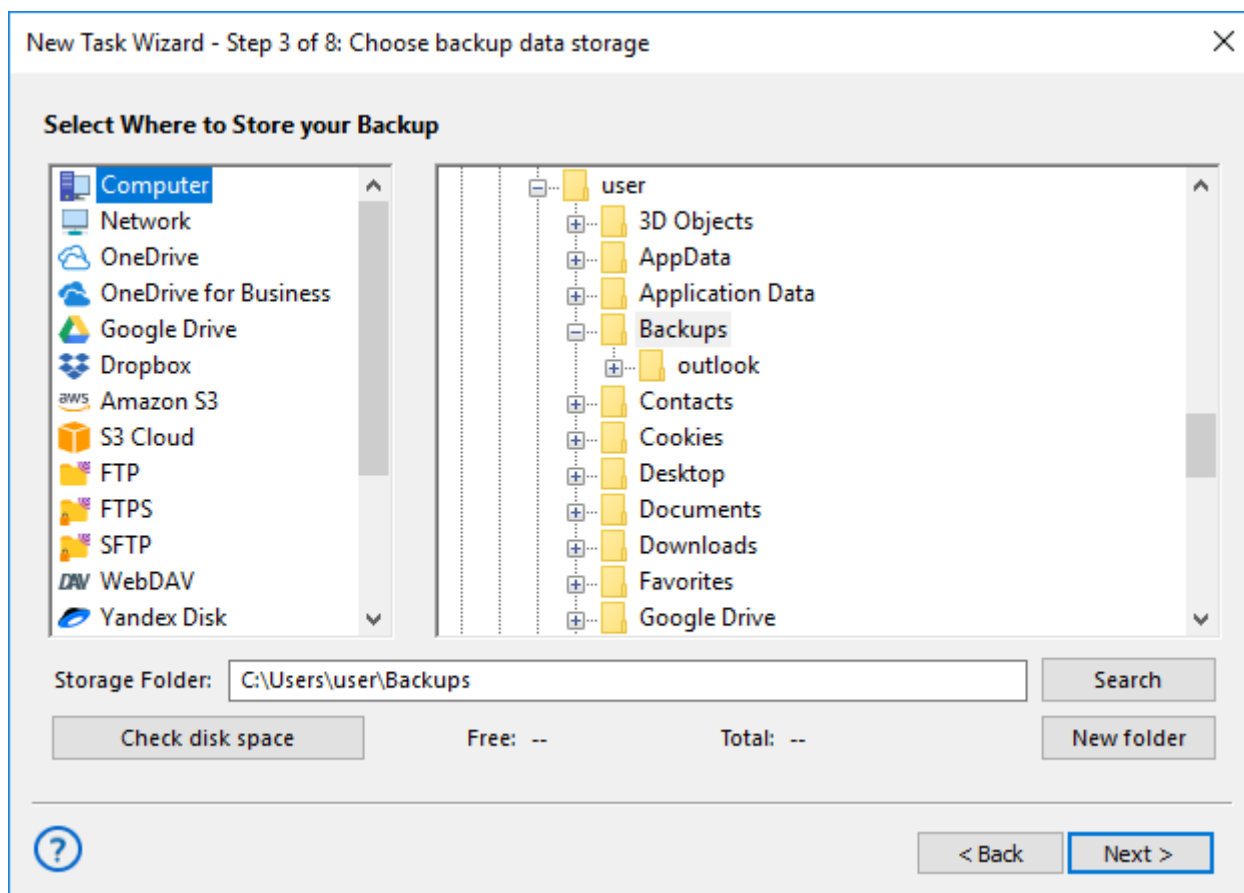 New Task Wizard - Step 3 of 8: Choose backup data storage
Select Where to Store your Backup
Computer
Network
OneDrive
OneDrive for Business
Google Drive
Dropbox
aws Amazon S3
S3 Cloud
FTP
FTPS
SFTP
DAV WebDAV
Yandex Disk
user
3D Objects
AppData
Application Data
Backups
outlook
Contacts
Cookies
Desktop
Documents
Downloads
Favorites
Google Drive
Storage Folder: C:\Users\user\Backups Search
Check disk space Free: -- Total: -- New folder
? < Back Next >